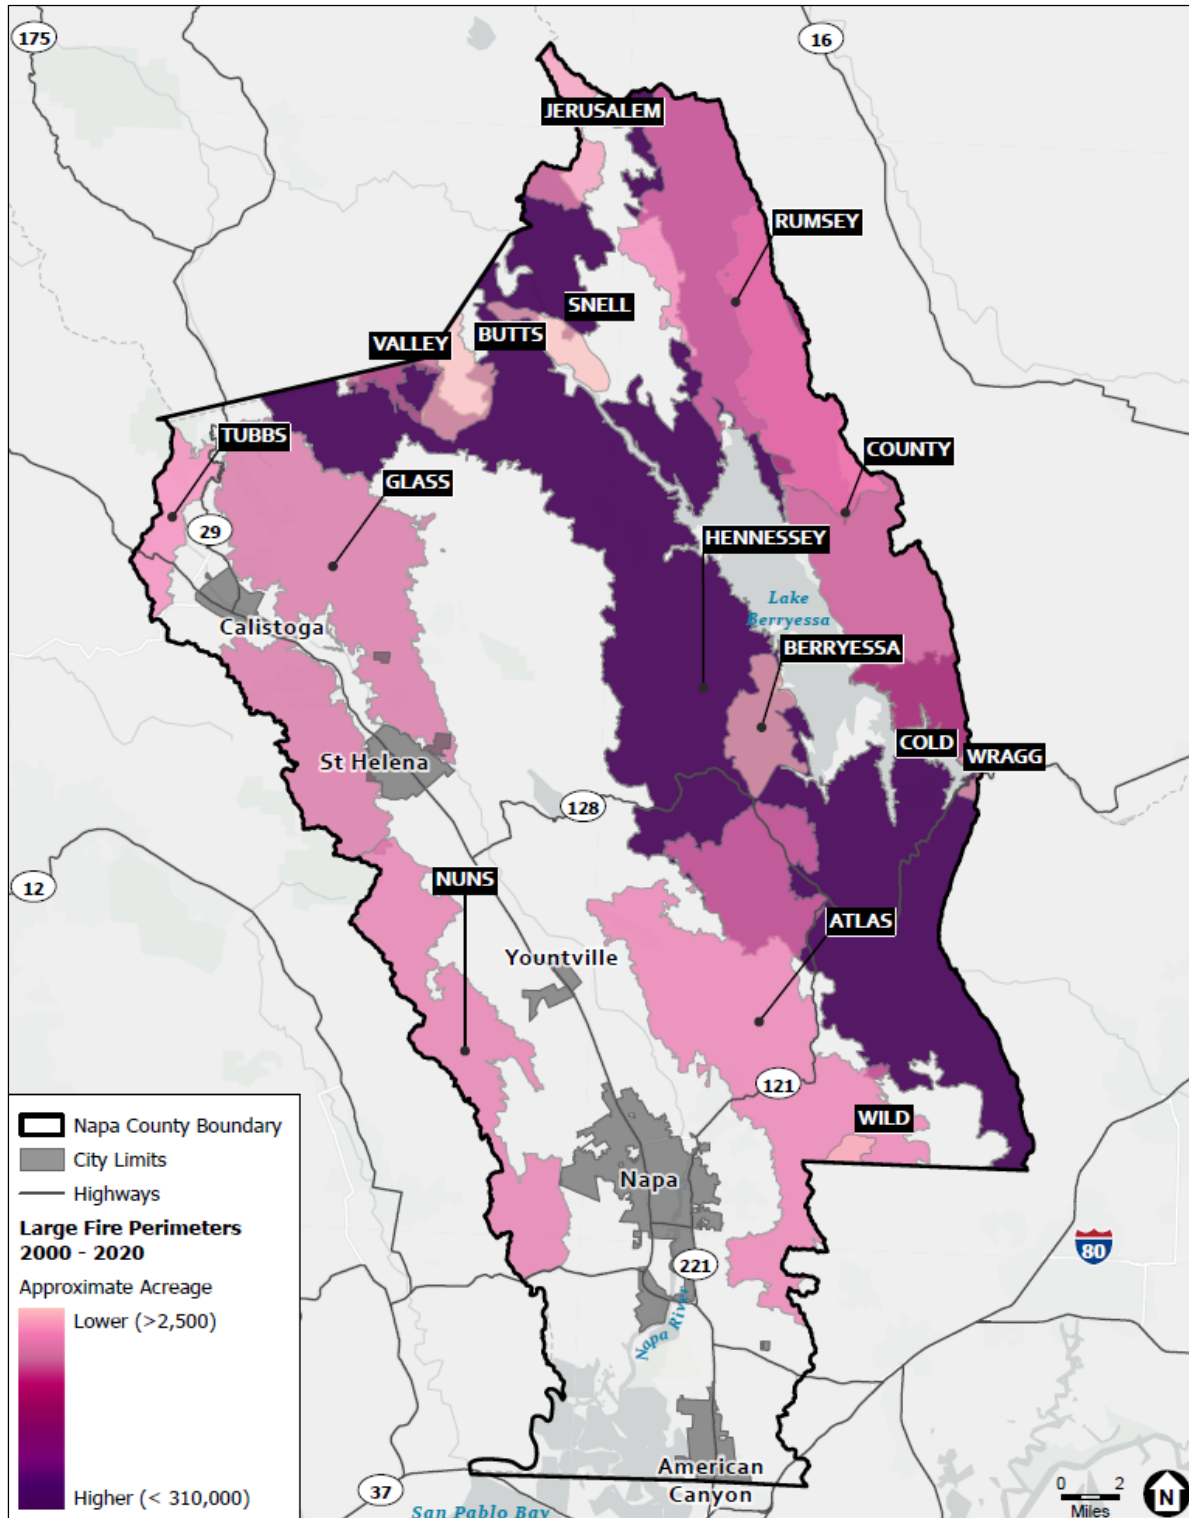 175
16
JERUSALEM
RUMSEY
SNELL
BUTTS
VALLEY
TUBBS
COUNTY
GLASS
29
HENNESSEY
Lake
Berryessa
Calistoga
BERRYESSA
COLD
WRAGG
St Helena
128
12
NUNS
ATLAS
Yountville
121
WILD
Napa
221
80
Napa River
American
Canyon
37
San Pablo Bay
Napa County Boundary
City Limits
Highways
Large Fire Perimeters
2000 - 2020
Approximate Acreage
Lower (>2,500)
Higher (< 310,000)
0 2
Miles
N